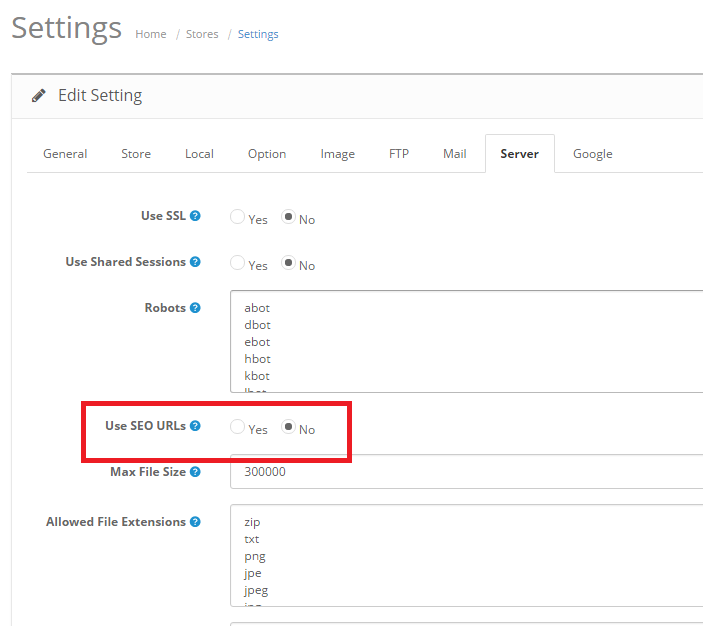 Settings Home / Stores / Settings
Edit Setting
General Store Local Option Image FTP Mail Server Google
Use SSL ? Yes No
Use Shared Sessions ? Yes No
Robots ? abot
dbot
ebot
hbot
kbot
Use SEO URLs ? Yes No
Max File Size ? 300000
Allowed File Extensions ? zip
txt
png
jpe
jpeg